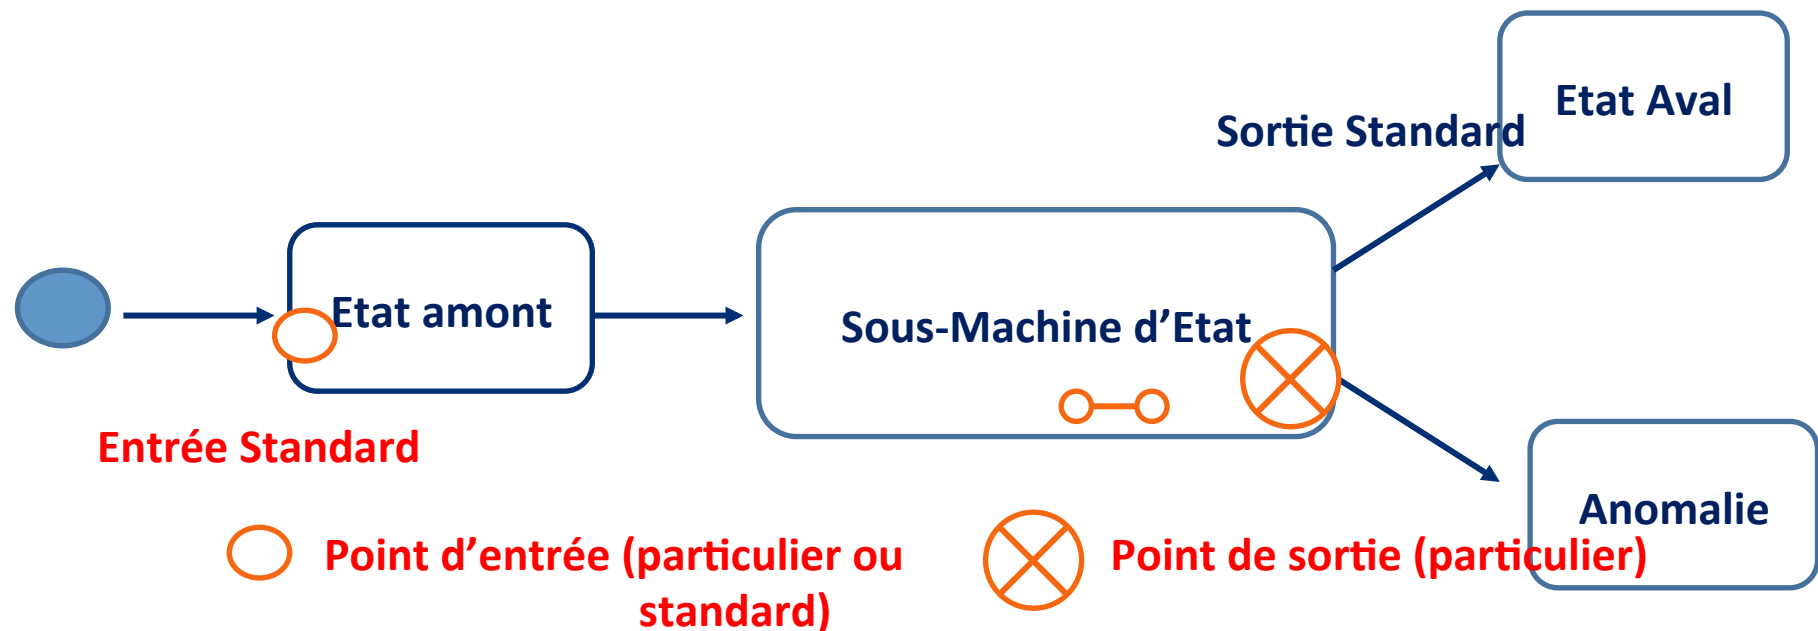 Etat Aval
Sortie Standard
Etat amont
Sous-Machine d’Etat
Entrée Standard
Anomalie
Point d’entrée (particulier ou
standard)
Point de sortie (particulier)